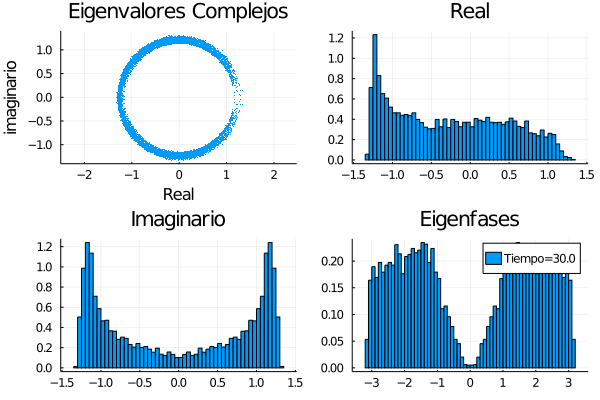 Eigenvalores Complejos
imaginario
1.0
0.5
0.0
−0.5
−1.0
−2 −1 0 1 2
Real
Real
1.2
1.0
0.8
0.6
0.4
0.2
0.0
−1.5 −1.0 −0.5 0.0 0.5 1.0 1.5
Imaginario
1.2
1.0
0.8
0.6
0.4
0.2
0.0
−1.5 −1.0 −0.5 0.0 0.5 1.0 1.5
Eigenfases
Tiempo=30.0
0.20
0.15
0.10
0.05
0.00
−3 −2 −1 0 1 2 3